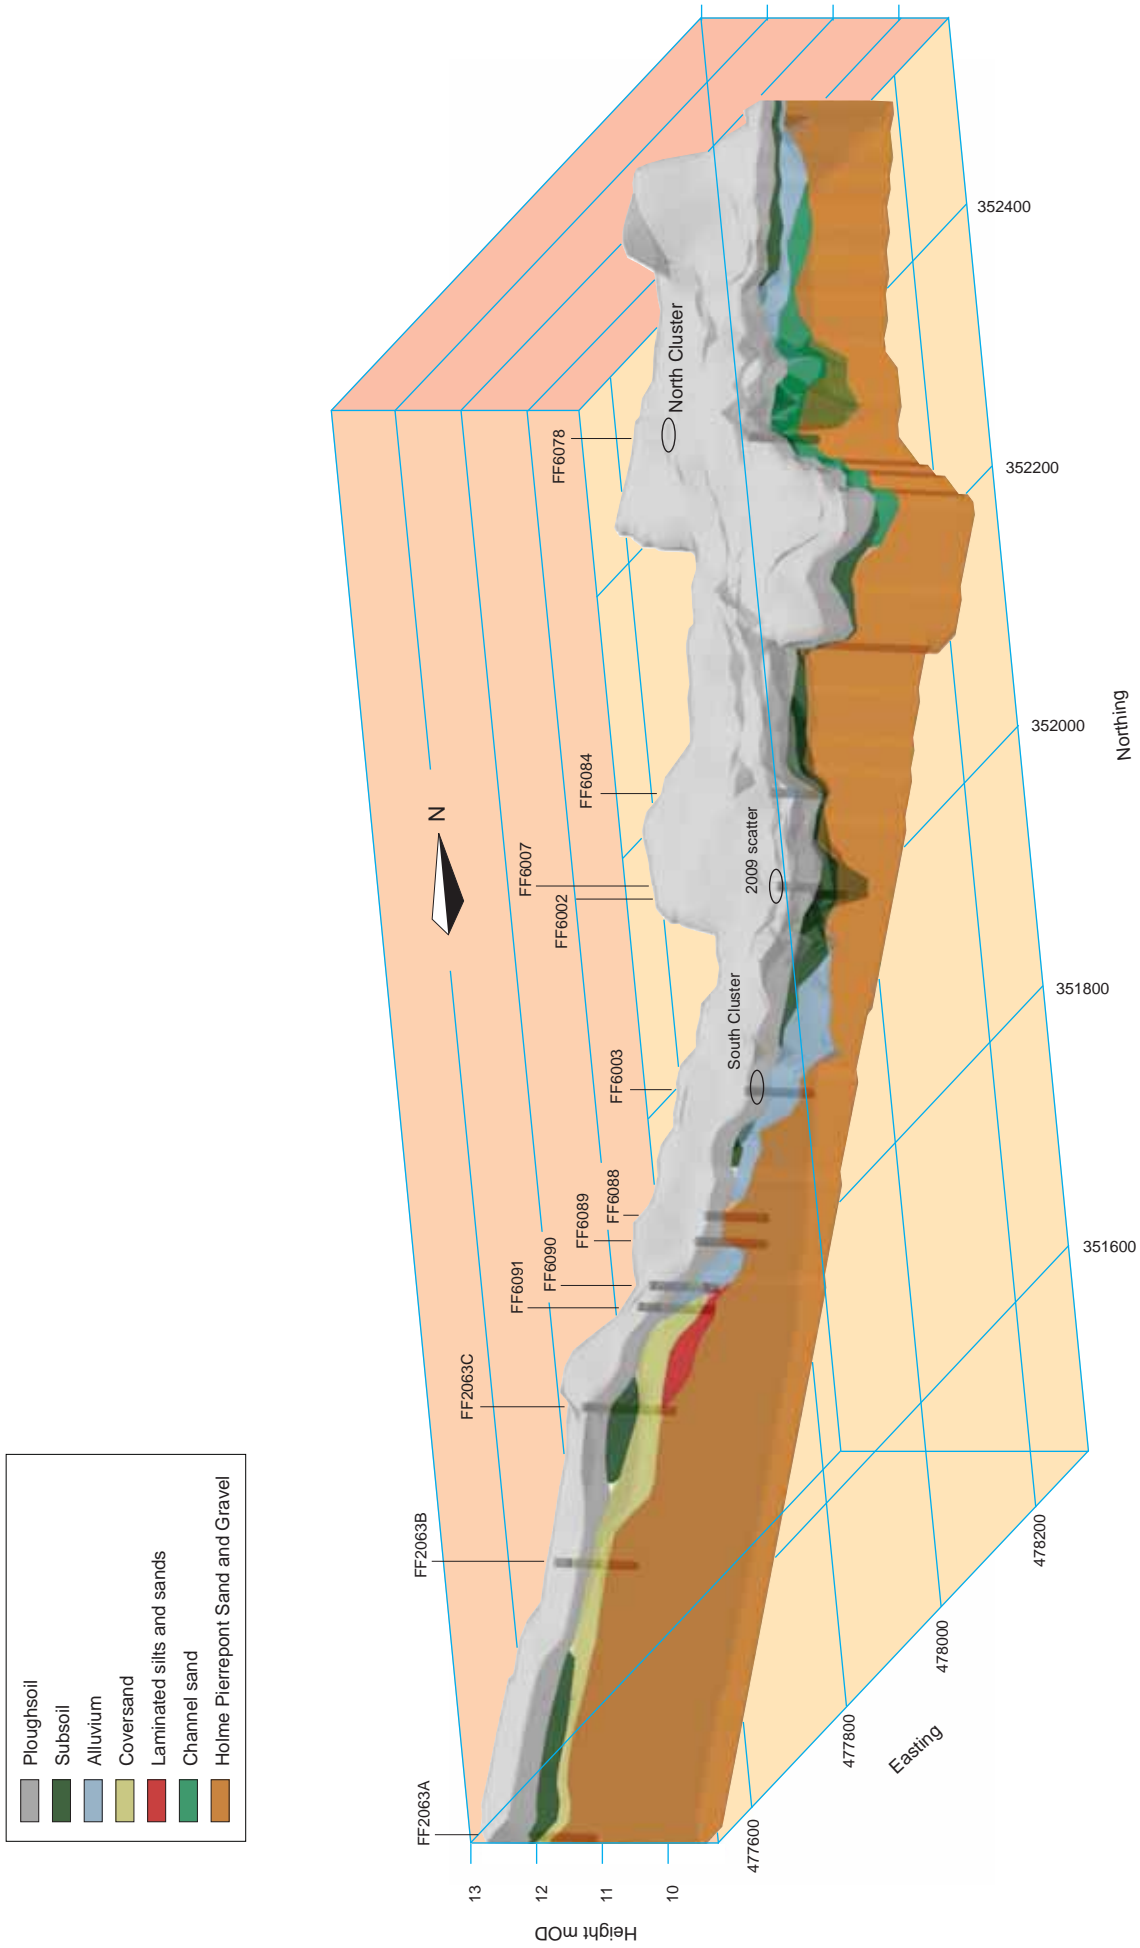 Ploughsoil
Subsoil
Alluvium
Coversand
Laminated silts and sands
Channel sand
Holme Pierrepont Sand and Gravel
FF2063A
FF2063B
FF2063C
FF6091
FF6090
FF6089
FF6088
FF6003
FF6002
FF6007
FF6084
FF6078
N
South Cluster
2009 scatter
North Cluster
13
12
11
10
Height mOD
477600
477800
478000
478200
Easting
351600
351800
352000
352200
352400
Northing